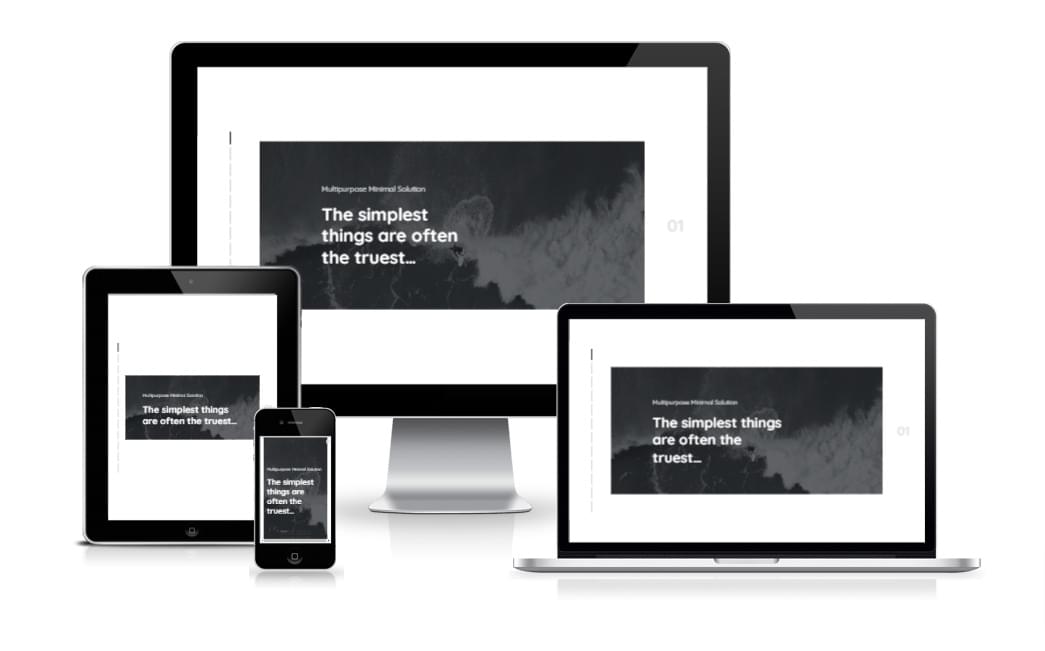 Multipurpose Minimal Solution
The simplest
things are often
the truest...
01
Multipurpose Minimal Solution
The simplest things
are often the truest...
Multipurpose Minimal Solution
The simplest
things are
often the
truest...
Multipurpose Minimal Solution
The simplest things
are often the
truest...
01